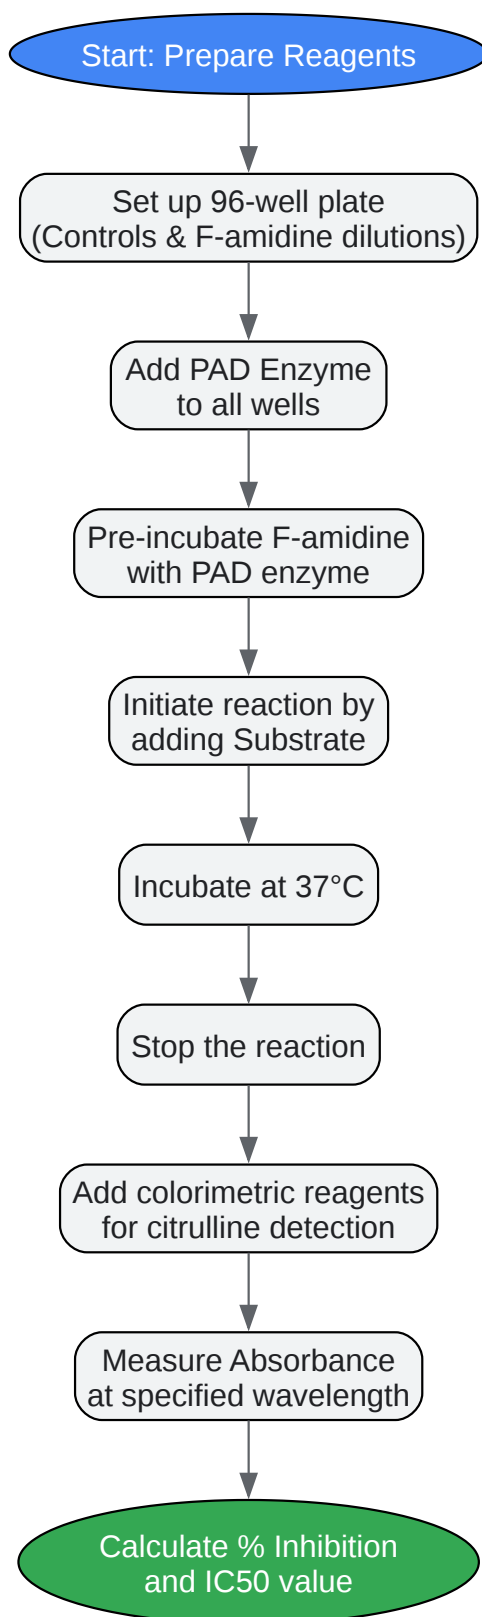 Start: Prepare Reagents
Set up 96-well plate
(Controls & F-amidine dilutions)
Add PAD Enzyme
to all wells
Pre-incubate F-amidine
with PAD enzyme
Initiate reaction by
adding Substrate
Incubate at 37°C
Stop the reaction
Add colorimetric reagents
for citrulline detection
Measure Absorbance
at specified wavelength
Calculate % Inhibition
and IC50 value